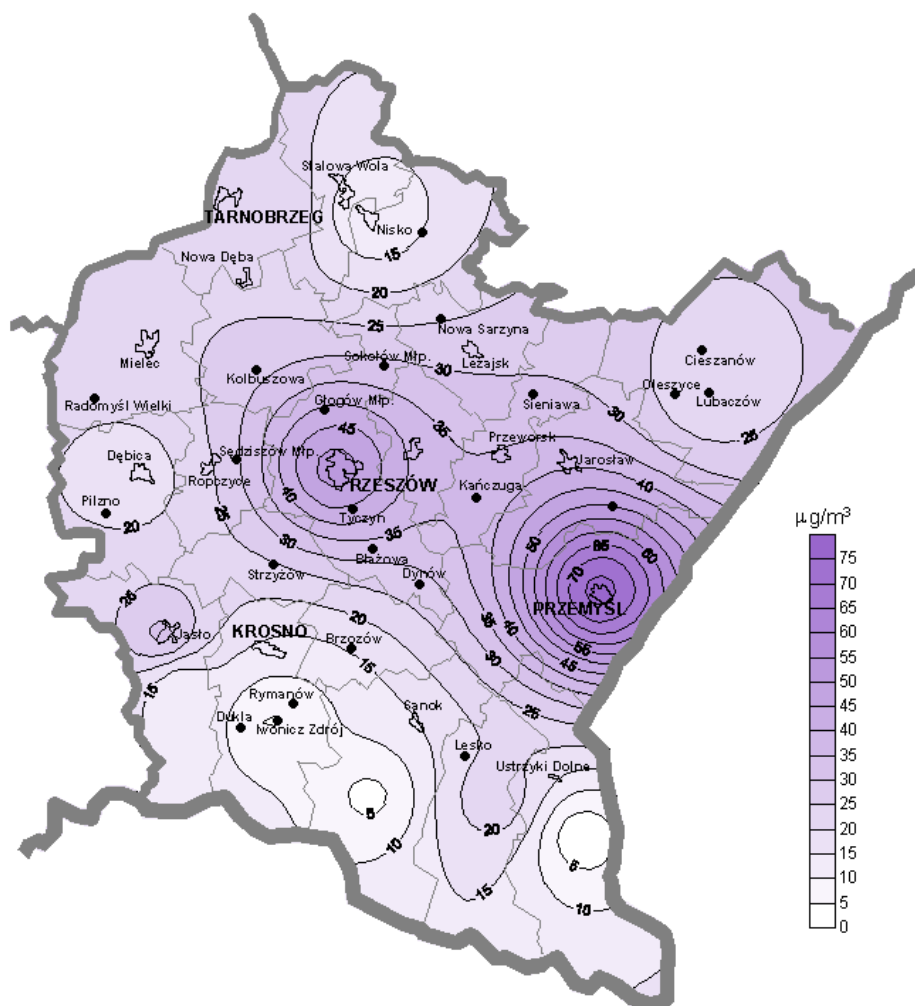 Stalowa Wola
TARNOBRZEG
Nisko
15
Nowa Dęba
20
25
Nowa Sarzyna
Mielec
Sokołów Młp.
Leżajsk
Cieszanów
Kolbuszowa
30
Oleszyce
Lubaczów
Radomyśl Wielki
Głogów Młp.
Sieniawa
30
35
45
25
Sędziszów Młp.
Przeworsk
Jarosław
Dębica
Ropczyce
RZESZÓW
40
40
Kańczuga
Pilzno
20
Tyczyn
25
35
μg/m³
30
50
65
60
Błażowa
75
Strzyżów
Dynów
70
70
65
25
20
PRZEMYŚL
60
Jasło
KROSNO
35
40
55
55
Brzozów
30
45
50
15
15
45
Rymanów
25
40
Dukla
Iwonicz Zdrój
Sanok
35
Lesko
30
Ustrzyki Dolne
25
5
20
20
10
15
5
15
10
10
5
0